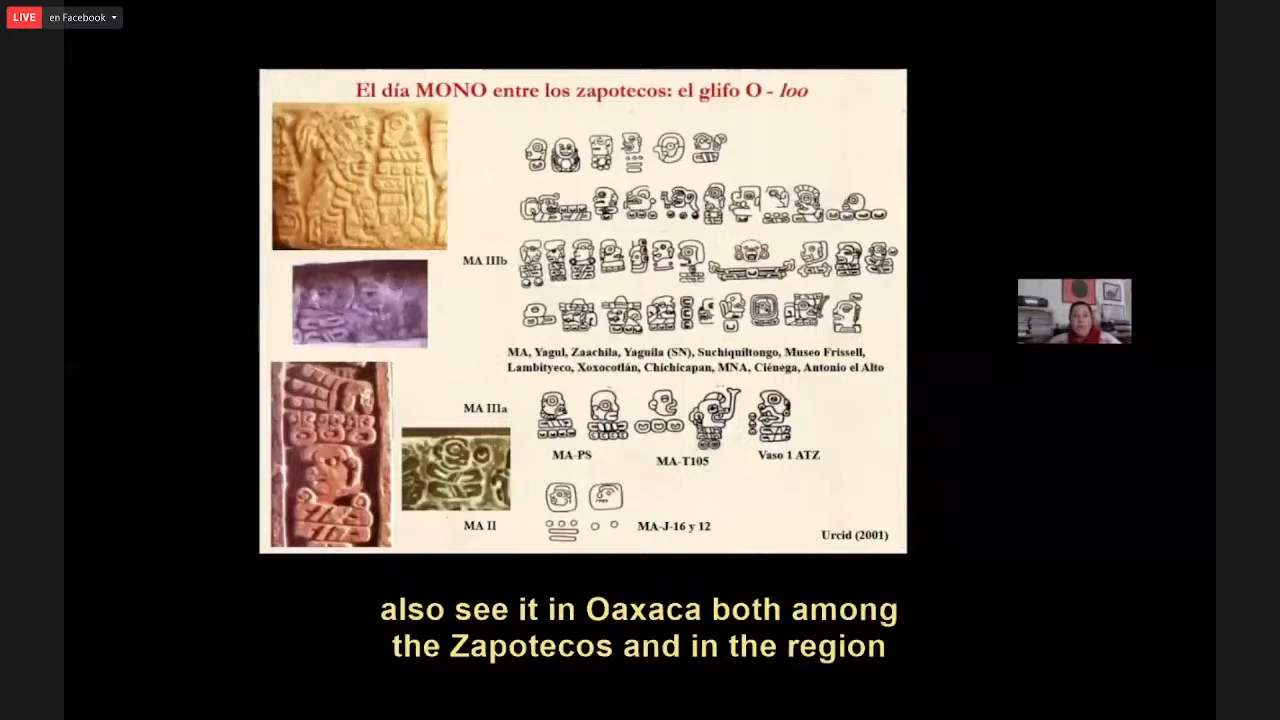 LIVE en Facebook
El día MONO entre los zapotecos: el glifo O - loo
MA IIIb
MA, Yagul, Zaachila, Yaguila (SN), Suchiquiltongo, Museo Frissell,
Lambityeco, Xoxocotlán, Chichicapan, MNA, Ciénega, Antonio el Alto
MA IIIa
MA-PS
MA-T105
Vaso 1 ATZ
MA II
MA-J-16 y 12
Urcid (2001)
also see it in Oaxaca both among
the Zapotecos and in the region